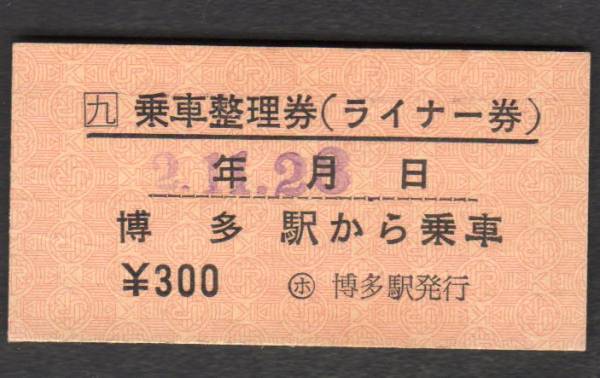 九 乗車整理券(ライナー券)
2.11.23
年 月 日
博多 駅から乗車
¥300 ホ 博多駅発行